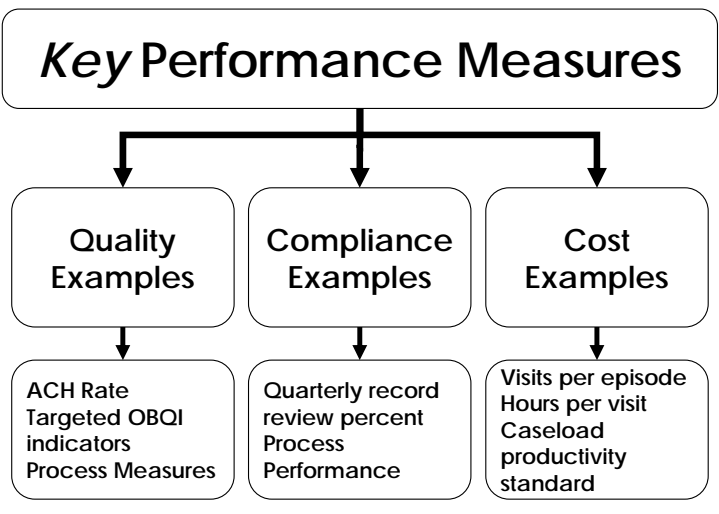 Key Performance Measures
Quality
Examples
Compliance
Examples
Cost
Examples
ACH Rate
Targeted OBQI
indicators
Process Measures
Quarterly record
review percent
Process
Performance
Visits per episode
Hours per visit
Caseload
productivity
standard